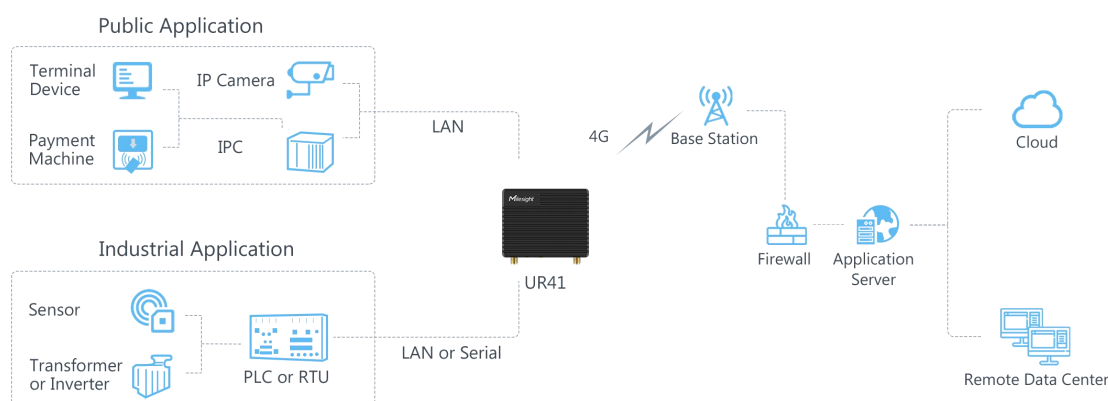 Public Application
Terminal
Device
IP Camera
Payment
Machine
IPC
LAN
4G
Base Station
Cloud
Milesight
UR41
Firewall
Application
Server
Industrial Application
Sensor
Transformer
or Inverter
PLC or RTU
LAN or Serial
Remote Data Center